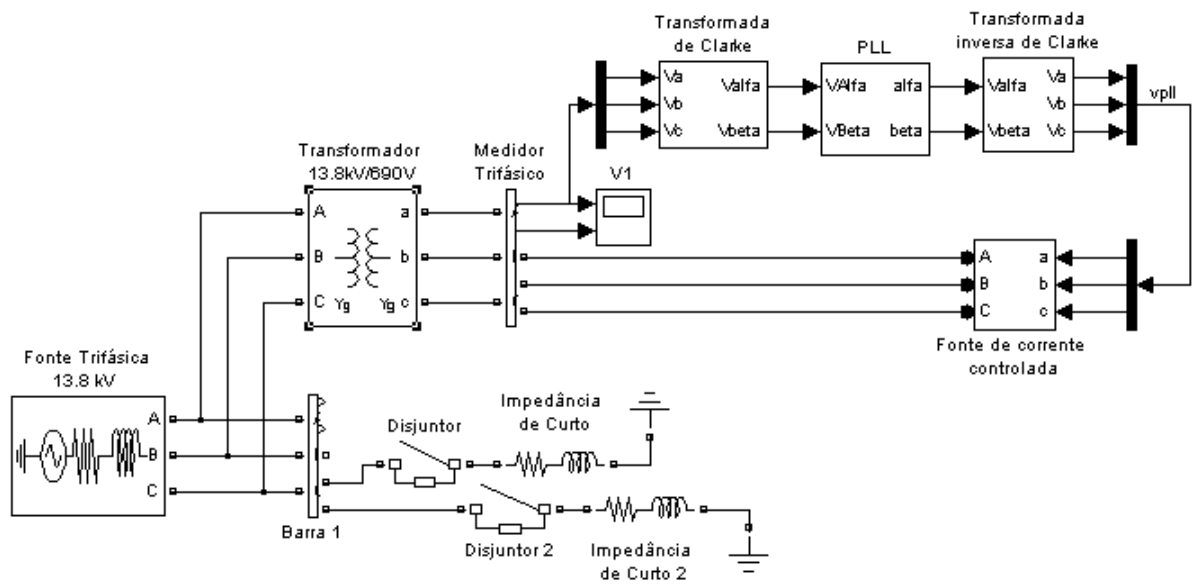 Transformada
de Clarke
PLL
Transformada
inversa de Clarke
Va
Vb
Vc
Valfa
Vbeta
VAlfa
VBeta
alfa
beta
Valfa
Vbeta
Va
Vb
Vc
vpll
Transformador
13.8kV/690V
Medidor
Trifásico
V1
A
B
C
a
b
c
Yg
Yg
A
B
C
a
b
c
Fonte de corrente
controlada
Fonte Trifásica
13.8 kV
A
B
C
Barra 1
Disjuntor
Impedância
de Curto
Disjuntor 2
Impedância
de Curto 2